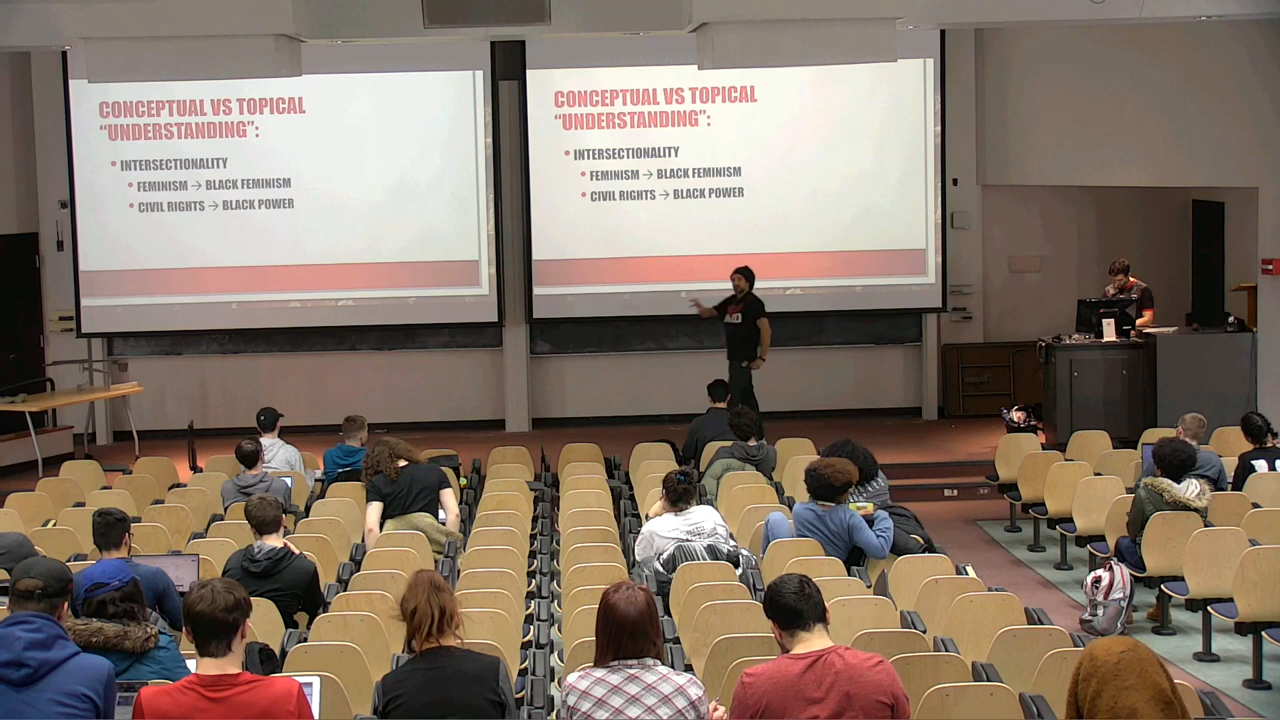 CONCEPTUAL VS TOPICAL
“UNDERSTANDING”:
• INTERSECTIONALITY
• FEMINISM → BLACK FEMINISM
• CIVIL RIGHTS → BLACK POWER
CONCEPTUAL VS TOPICAL
“UNDERSTANDING”:
• INTERSECTIONALITY
• FEMINISM → BLACK FEMINISM
• CIVIL RIGHTS → BLACK POWER